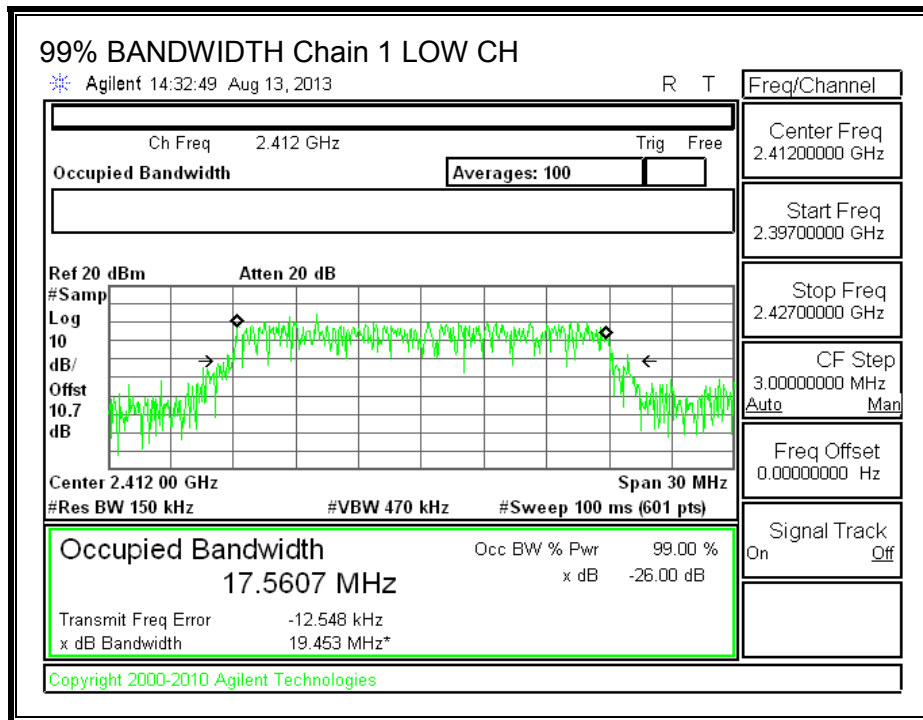 99% BANDWIDTH Chain 1 LOW CH
Agilent 14:32:49 Aug 13, 2013 R T
Freq/Channel
Ch Freq 2.412 GHz Trig Free
Occupied Bandwidth Averages: 100
Center Freq
2.41200000 GHz
Start Freq
2.39700000 GHz
Stop Freq
2.42700000 GHz
CF Step
3.00000000 MHz
Auto Man
Freq Offset
0.00000000 Hz
Signal Track
On Off
Ref 20 dBm Atten 20 dB
#Samp
Log
10
dB/
Offst
10.7
dB
Center 2.412 00 GHz Span 30 MHz
#Res BW 150 kHz #VBW 470 kHz #Sweep 100 ms (601 pts)
Occupied Bandwidth Occ BW % Pwr 99.00 %
17.5607 MHz x dB -26.00 dB
Transmit Freq Error -12.548 kHz
x dB Bandwidth 19.453 MHz*
Copyright 2000-2010 Agilent Technologies